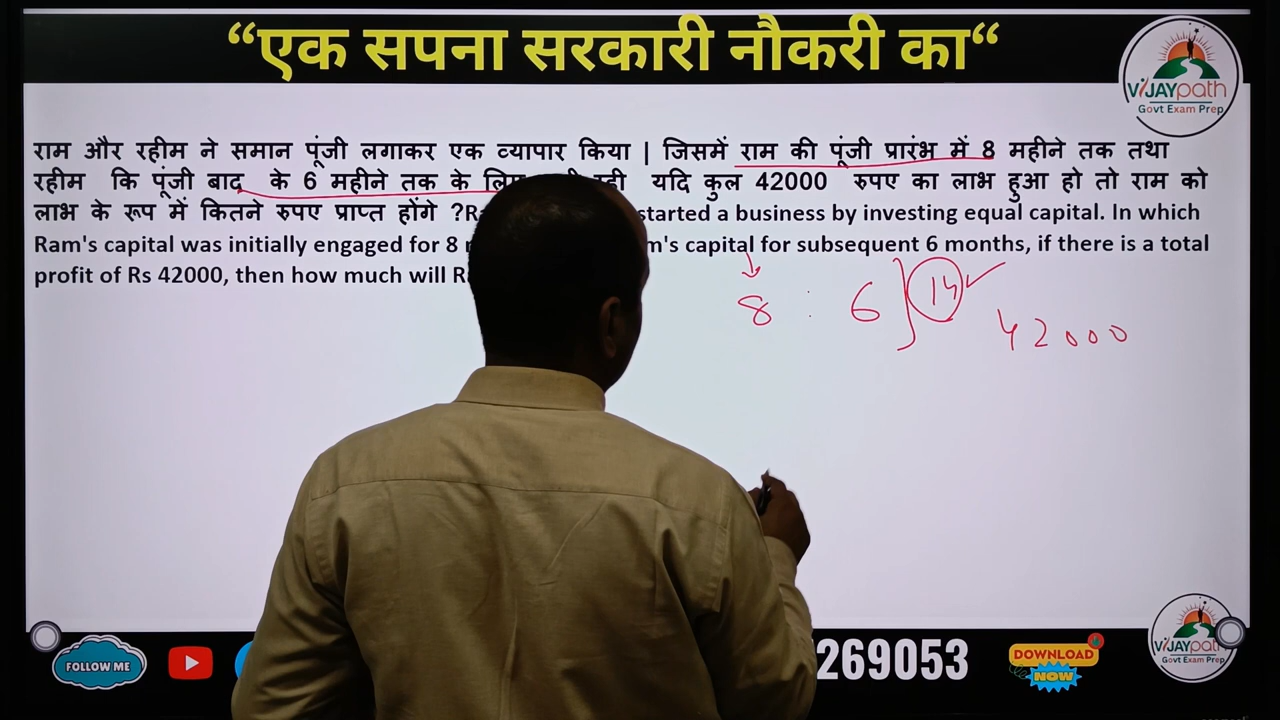 “एक सपना सरकारी नौकरी का“
VIJAYpath
Govt Exam Prep
राम और रहीम ने समान पूंजी लगाकर एक व्यापार किया | जिसमें राम की पूंजी प्रारंभ में 8 महीने तक तथा
रहीम कि पूंजी बाद के 6 महीने तक के यदि कुल 42000 रुपए का लाभ हुआ हो तो राम को
लाभ के रूप में कितने रुपए प्राप्त होंगे ? started a business by investing equal capital. In which
Ram's capital was initially engaged for 8 capital for subsequent 6 months, if there is a total
profit of Rs 42000, then how much will
8 : 6 } 14 ✓
42000
FOLLOW ME
269053
DOWNLOAD
NOW
VIJAYpath
Govt Exam Prep